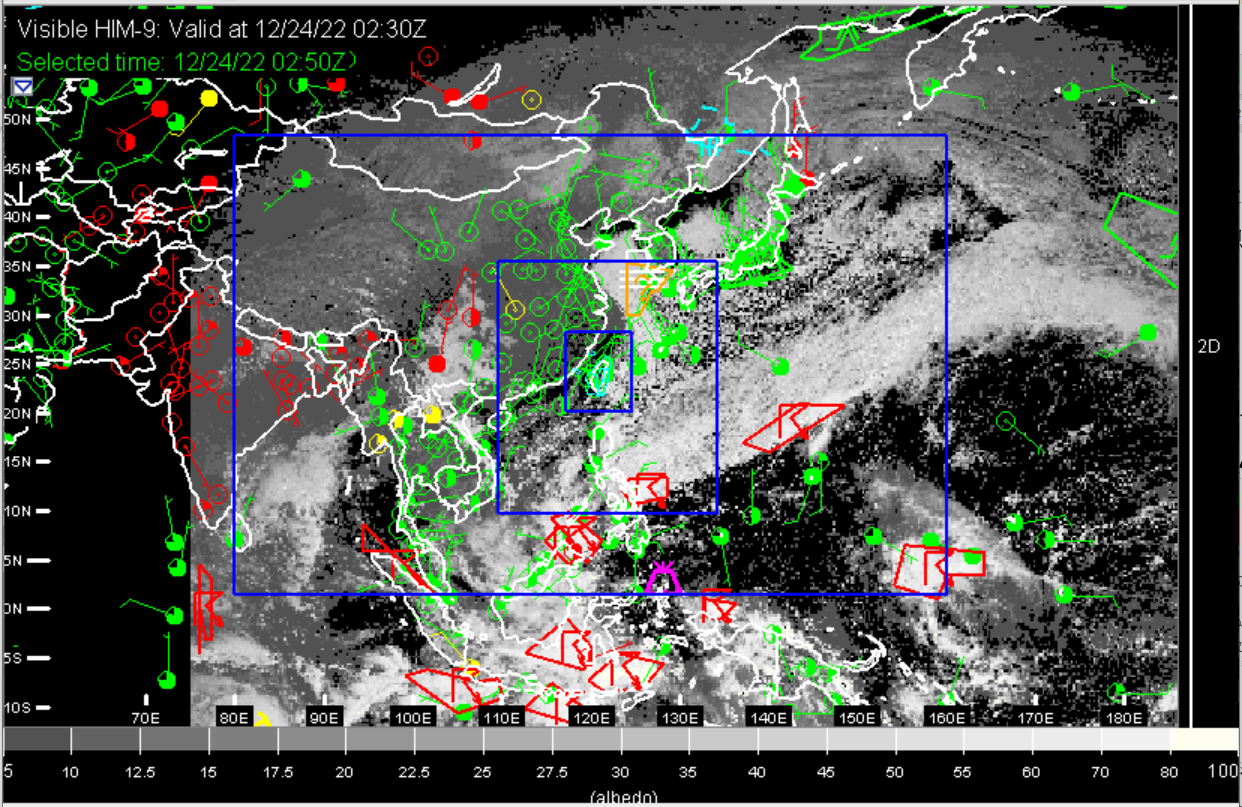 Visible HIM-9: Valid at 12/24/22 02:30Z
Selected time: 12/24/22 02:50Z)
50N
45N
40N
35N
30N
25N
20N
15N
10N
5N
0N
5S
10S
2D
70E 80E 90E 100E 110E 120E 130E 140E 150E 160E 170E 180E
5 10 12.5 15 17.5 20 22.5 25 27.5 30 35 40 45 50 55 60 70 80 100
(albedo)